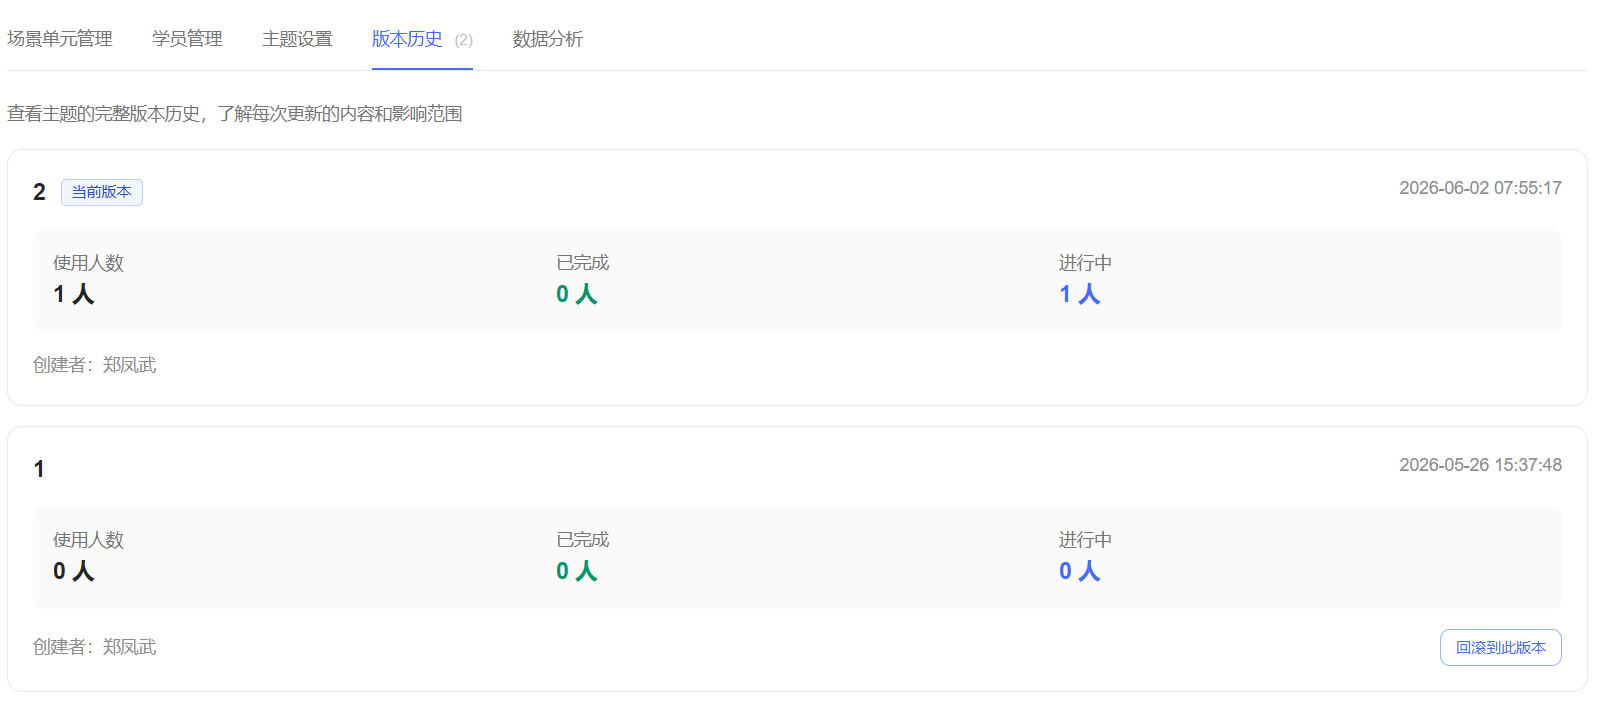 场景单元管理 学员管理 主题设置 版本历史 (2) 数据分析
查看主题的完整版本历史，了解每次更新的内容和影响范围
2 当前版本 2026-06-02 07:55:17
使用人数 已完成 进行中
1 人 0 人 1 人
创建者：郑凤武
1 2026-05-26 15:37:48
使用人数 已完成 进行中
0 人 0 人 0 人
创建者：郑凤武 回滚到此版本